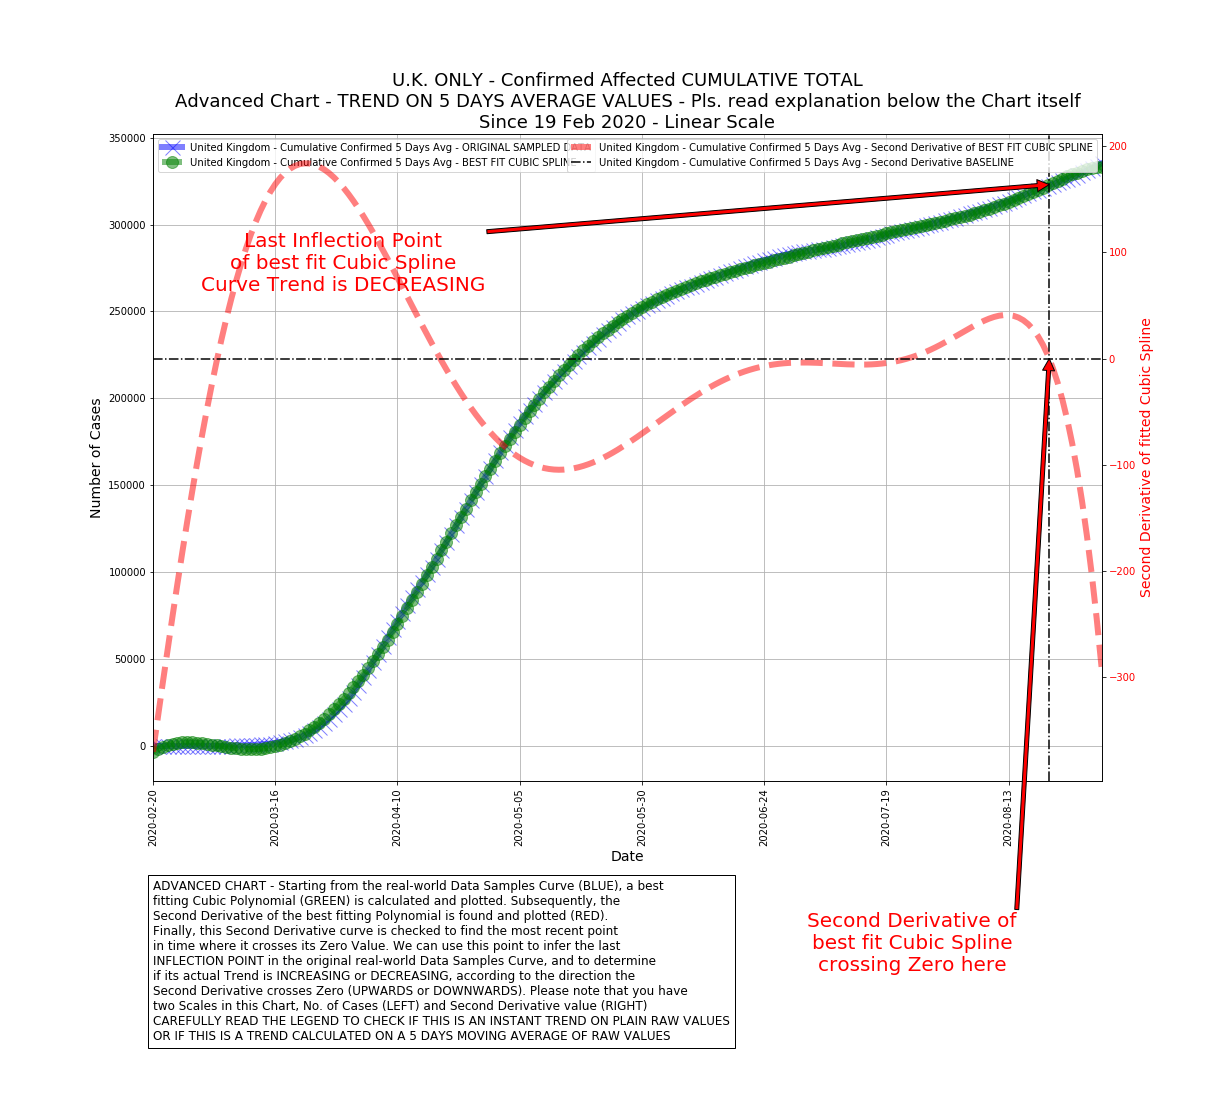 U.K. ONLY - Confirmed Affected CUMULATIVE TOTAL
Advanced Chart - TREND ON 5 DAYS AVERAGE VALUES - Pls. read explanation below the Chart itself
Since 19 Feb 2020 - Linear Scale
United Kingdom - Cumulative Confirmed 5 Days Avg - ORIGINAL SAMPLED
United Kingdom - Cumulative Confirmed 5 Days Avg - BEST FIT CUBIC SPLIN
United Kingdom - Cumulative Confirmed 5 Days Avg - Second Derivative of BEST FIT CUBIC SPLINE
United Kingdom - Cumulative Confirmed 5 Days Avg - Second Derivative BASELINE
Last Inflection Point
of best fit Cubic Spline
Curve Trend is DECREASING
Number of Cases
350000
300000
250000
200000
150000
100000
50000
0
200
100
0
−100
−200
−300
Second Derivative of fitted Cubic Spline
2020-02-20
2020-03-16
2020-04-10
2020-05-05
2020-05-30
2020-06-24
2020-07-19
2020-08-13
Date
ADVANCED CHART - Starting from the real-world Data Samples Curve (BLUE), a best
fitting Cubic Polynomial (GREEN) is calculated and plotted. Subsequently, the
Second Derivative of the best fitting Polynomial is found and plotted (RED).
Finally, this Second Derivative curve is checked to find the most recent point
in time where it crosses its Zero Value. We can use this point to infer the last
INFLECTION POINT in the original real-world Data Samples Curve, and to determine
if its actual Trend is INCREASING or DECREASING, according to the direction the
Second Derivative crosses Zero (UPWARDS or DOWNWARDS). Please note that you have
two Scales in this Chart, No. of Cases (LEFT) and Second Derivative value (RIGHT)
CAREFULLY READ THE LEGEND TO CHECK IF THIS IS AN INSTANT TREND ON PLAIN RAW VALUES
OR IF THIS IS A TREND CALCULATED ON A 5 DAYS MOVING AVERAGE OF RAW VALUES
Second Derivative of
best fit Cubic Spline
crossing Zero here